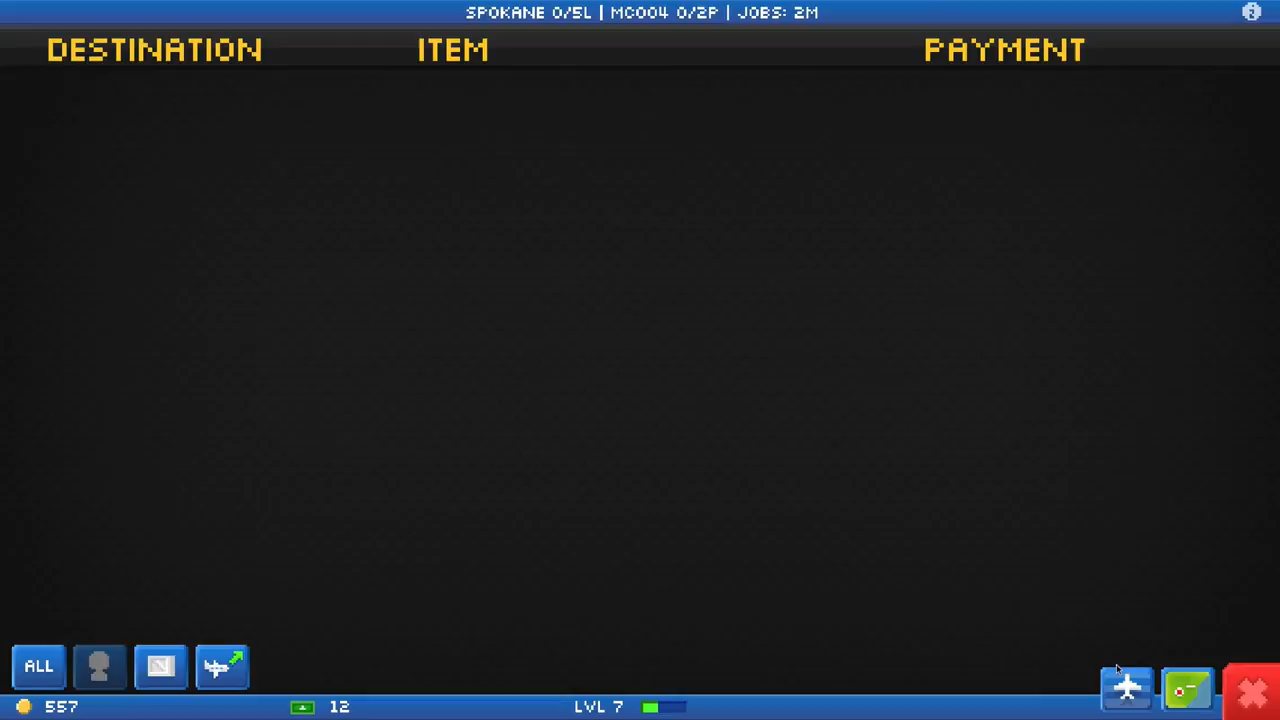 SPOKANE 0/5L | MC004 0/2P | JOBS: 2M
DESTINATION ITEM PAYMENT
ALL
557 12 LVL 7